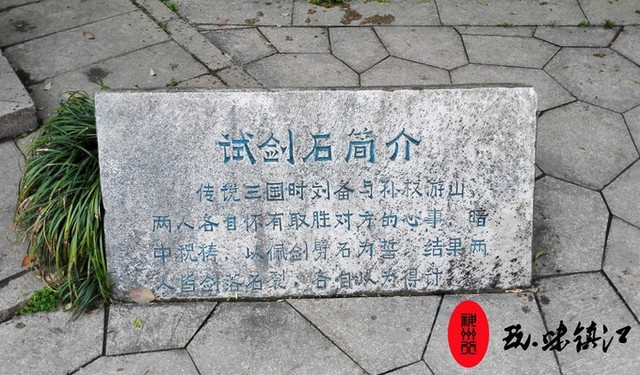 试剑石简介
传说三国时刘备与孙权游山，
两人各自怀有取胜对方的心事，暗
中祝祷，以佩剑劈石为誓，结果两
人皆剑落石裂，各自以为得计。
味镇江